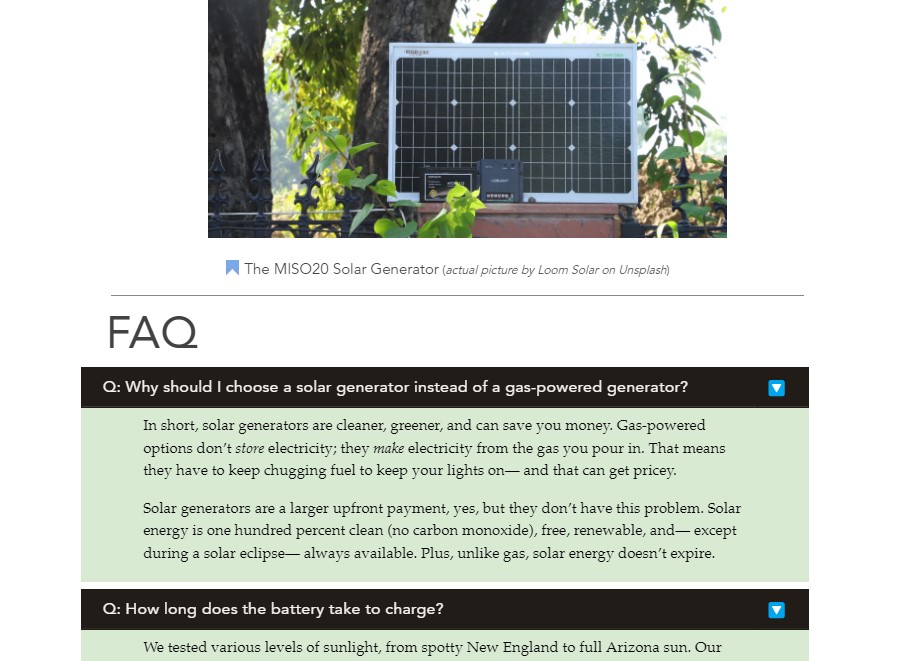 The MISO20 Solar Generator (actual picture by Loom Solar on Unsplash)
FAQ
Q: Why should I choose a solar generator instead of a gas-powered generator?
In short, solar generators are cleaner, greener, and can save you money. Gas-powered
options don’t store electricity; they make electricity from the gas you pour in. That means
they have to keep chugging fuel to keep your lights on— and that can get pricey.
Solar generators are a larger upfront payment, yes, but they don’t have this problem. Solar
energy is one hundred percent clean (no carbon monoxide), free, renewable, and— except
during a solar eclipse— always available. Plus, unlike gas, solar energy doesn’t expire.
Q: How long does the battery take to charge?
We tested various levels of sunlight, from spotty New England to full Arizona sun. Our